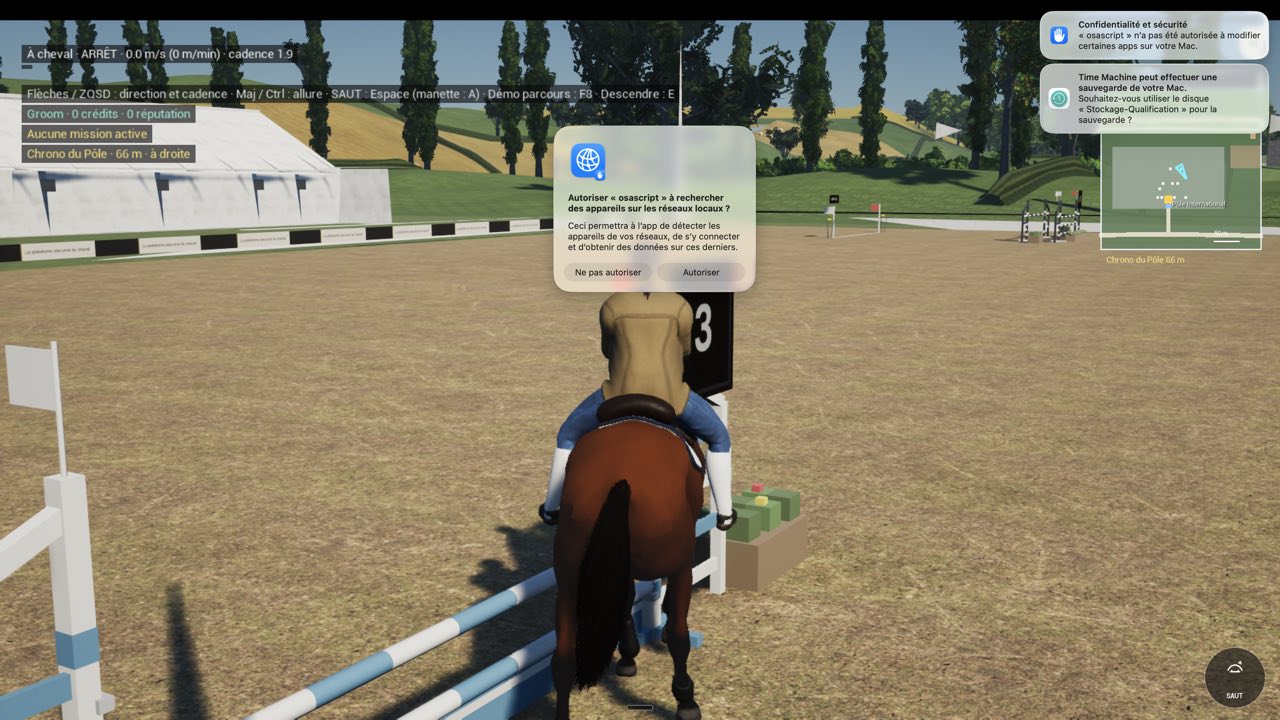 À cheval · ARRÊT · 0.0 m/s (0 m/min) · cadence 1.9
Flèches / ZQSD : direction et cadence · Maj / Ctrl : allure · SAUT : Espace (manette : A) · Démo parcours : F8 · Descendre : E
Groom · 0 crédits · 0 réputation
Aucune mission active
Chrono du Pôle · 66 m · à droite
Confidentialité et sécurité
« osascript » n'a pas été autorisée à modifier
certaines apps sur votre Mac.
Time Machine peut effectuer une
sauvegarde de votre Mac.
Souhaitez-vous utiliser le disque
« Stockage-Qualification » pour la
sauvegarde ?
Autoriser « osascript » à rechercher
des appareils sur les réseaux locaux ?
Ceci permettra à l'app de détecter les
appareils de vos réseaux, de s'y connecter
et d'obtenir des données sur ces derniers.
Ne pas autoriser
Autoriser
Pôle International
50 m
Chrono du Pôle 66 m
3
SAUT